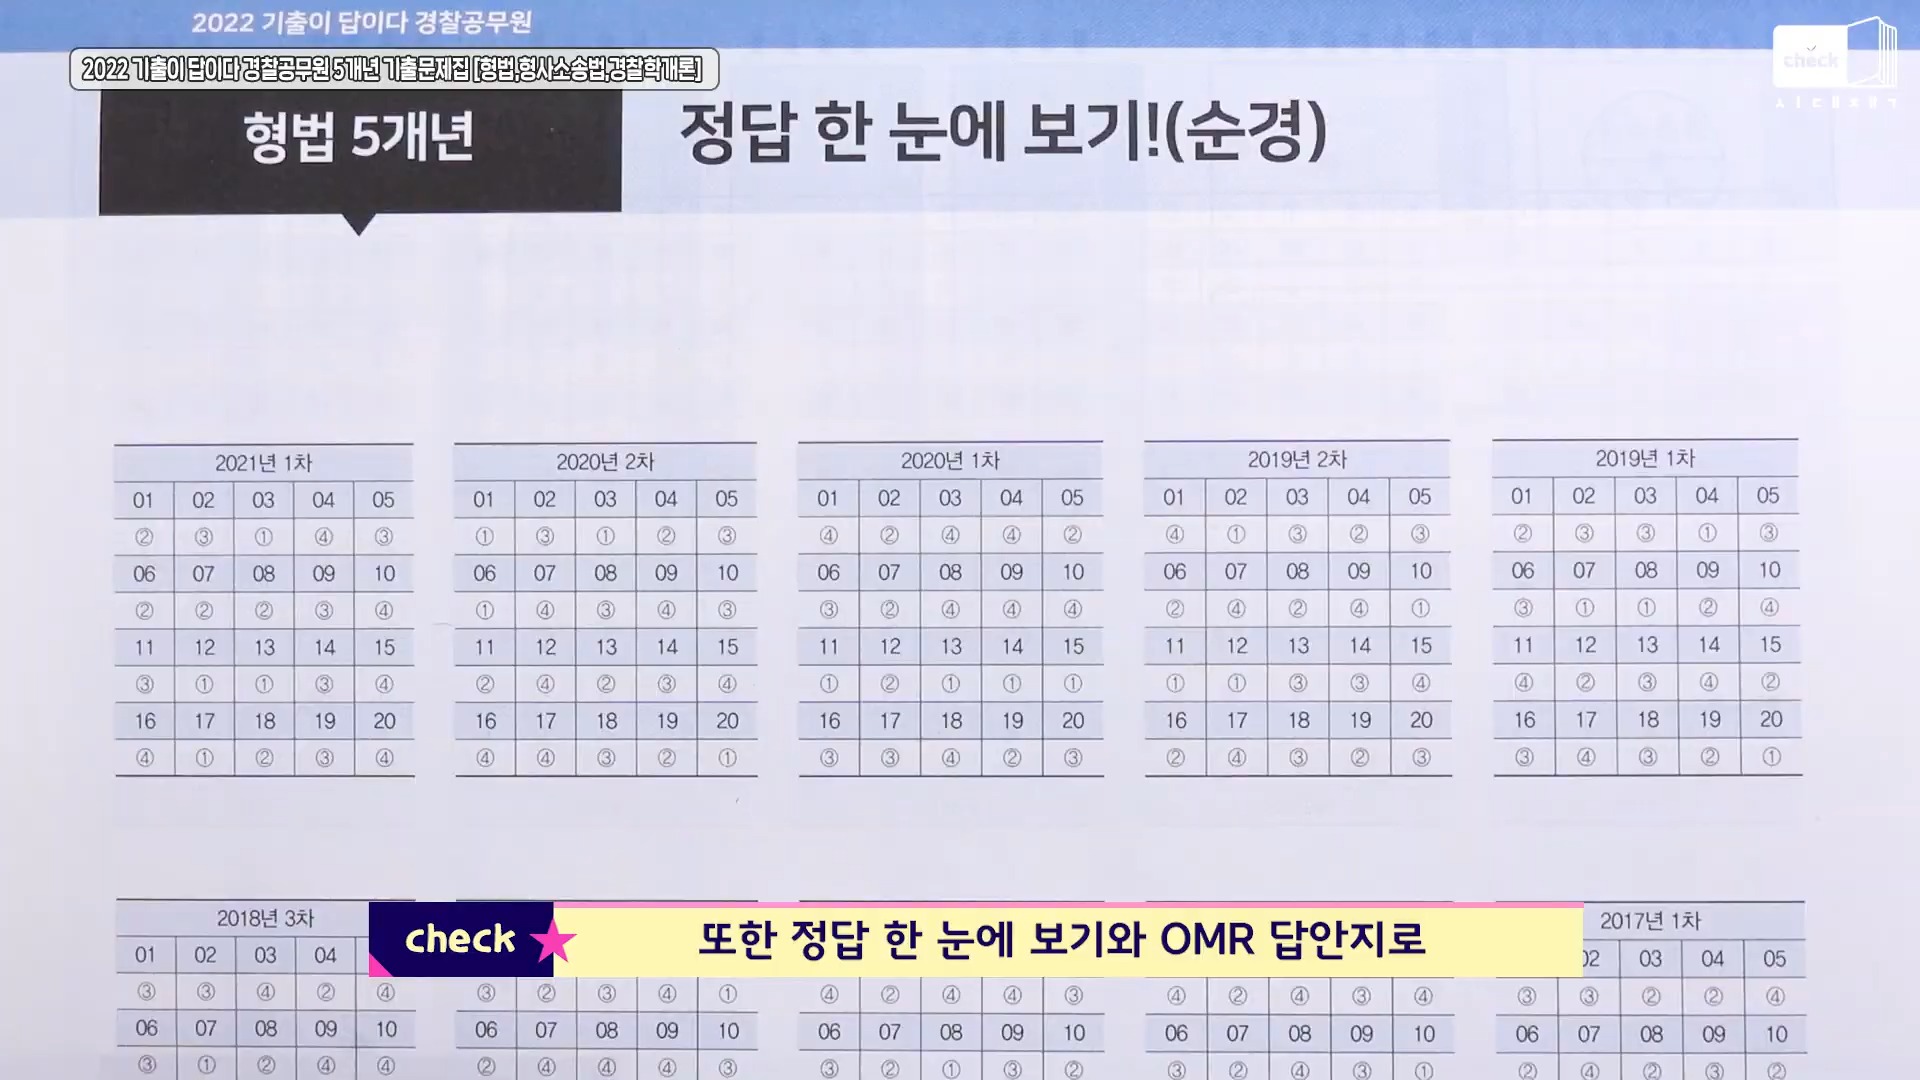 2022 기출이 답이다 경찰공무원
2022 기출이 답이다 경찰공무원 5개년 기출문제집 [형법,형사소송법,경찰학개론]
check
시대교육
형법 5개년
정답 한 눈에 보기!(순경)
2021년 1차
01 02 03 04 05
② ③ ① ④ ③
06 07 08 09 10
② ② ② ③ ④
11 12 13 14 15
③ ① ① ③ ④
16 17 18 19 20
④ ① ② ③ ④
2020년 2차
01 02 03 04 05
① ③ ① ② ③
06 07 08 09 10
① ④ ③ ④ ③
11 12 13 14 15
② ④ ② ③ ④
16 17 18 19 20
④ ④ ③ ② ①
2020년 1차
01 02 03 04 05
④ ② ④ ④ ②
06 07 08 09 10
③ ② ④ ④ ④
11 12 13 14 15
① ② ① ① ①
16 17 18 19 20
③ ③ ④ ② ③
2019년 2차
01 02 03 04 05
④ ① ③ ② ③
06 07 08 09 10
② ④ ② ④ ①
11 12 13 14 15
① ① ③ ③ ④
16 17 18 19 20
② ④ ③ ② ③
2019년 1차
01 02 03 04 05
② ③ ③ ① ③
06 07 08 09 10
③ ① ① ② ④
11 12 13 14 15
④ ② ③ ④ ②
16 17 18 19 20
③ ④ ③ ② ①
2018년 3차
01 02 03 04
③ ③ ④ ② ④
06 07 08 09 10
③ ① ② ④ ④
③ ② ③ ④ ①
06 07 08 09 10
② ④ ④ ④ ③
④ ② ④ ④ ③
06 07 08 09 10
③ ② ① ③ ②
④ ② ④ ③ ④
06 07 08 09 10
③ ② ④ ③ ①
2017년 1차
02 03 04 05
③ ③ ② ② ④
06 07 08 09 10
② ④ ② ③ ②
check
또한 정답 한 눈에 보기와 OMR 답안지로